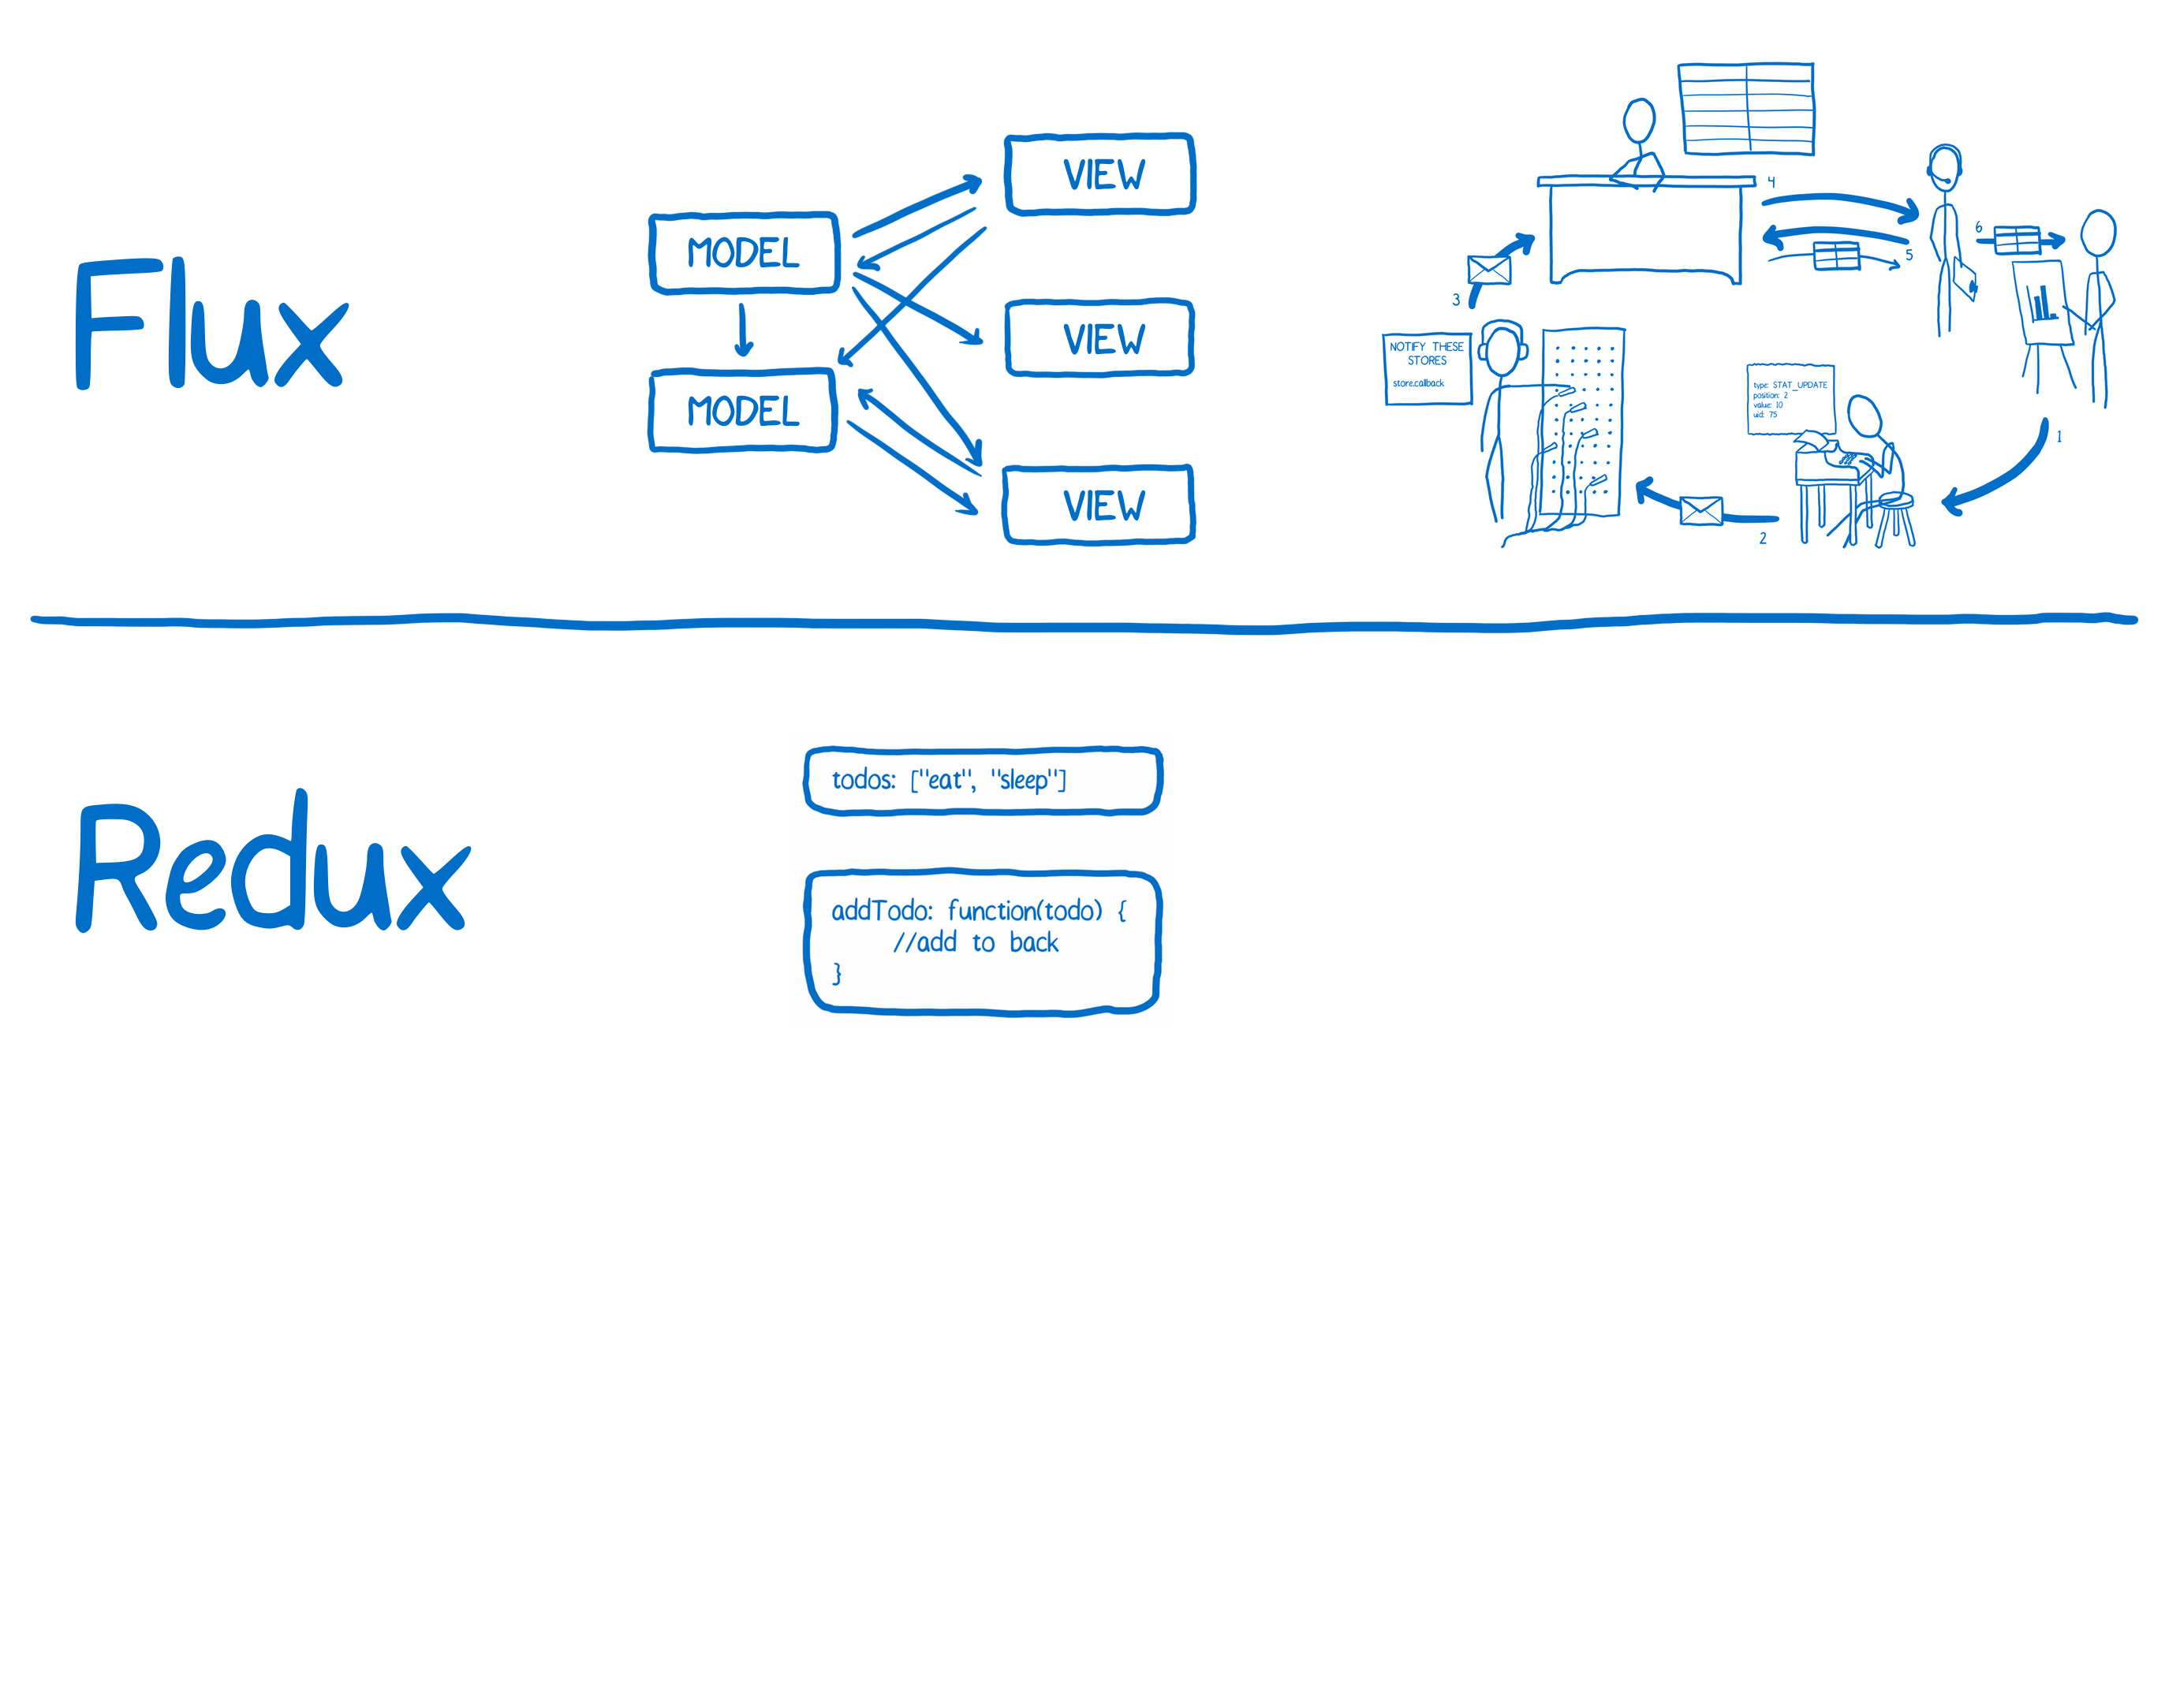 Flux
MODEL
MODEL
VIEW
VIEW
VIEW
4
5
6
3
NOTIFY THESE
STORES
store.callback
type: STAT_UPDATE
position: 2
value: 10
uid: 75
1
2
Redux
todos: ["eat", "sleep"]
addTodo: function(todo) {
//add to back
}